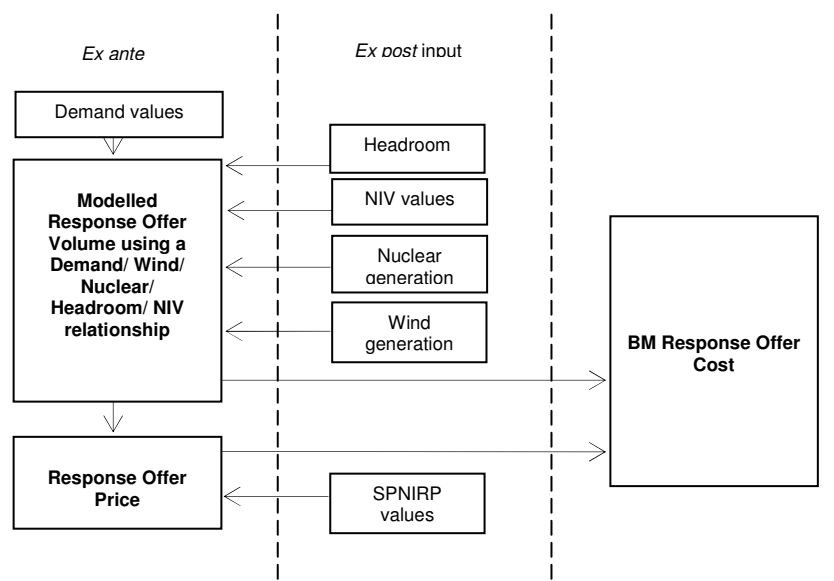 Ex ante
Ex post input
Demand values
Headroom
Modelled
Response Offer
Volume using a
Demand/ Wind/
Nuclear/
Headroom/ NIV
relationship
NIV values
Nuclear
generation
Wind
generation
BM Response Offer
Cost
Response Offer
Price
SPNIRP
values